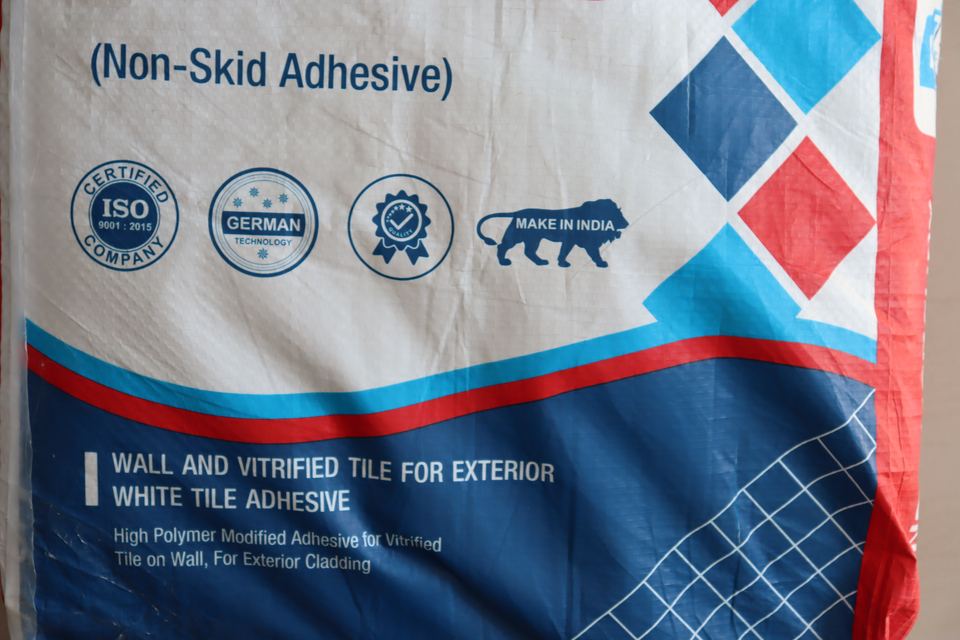 (Non-Skid Adhesive)
CERTIFIED
ISO
9001 : 2015
COMPANY
GERMAN
TECHNOLOGY
QUALITY
MAKE IN INDIA
WALL AND VITRIFIED TILE FOR EXTERIOR
WHITE TILE ADHESIVE
High Polymer Modified Adhesive for Vitrified
Tile on Wall, For Exterior Cladding